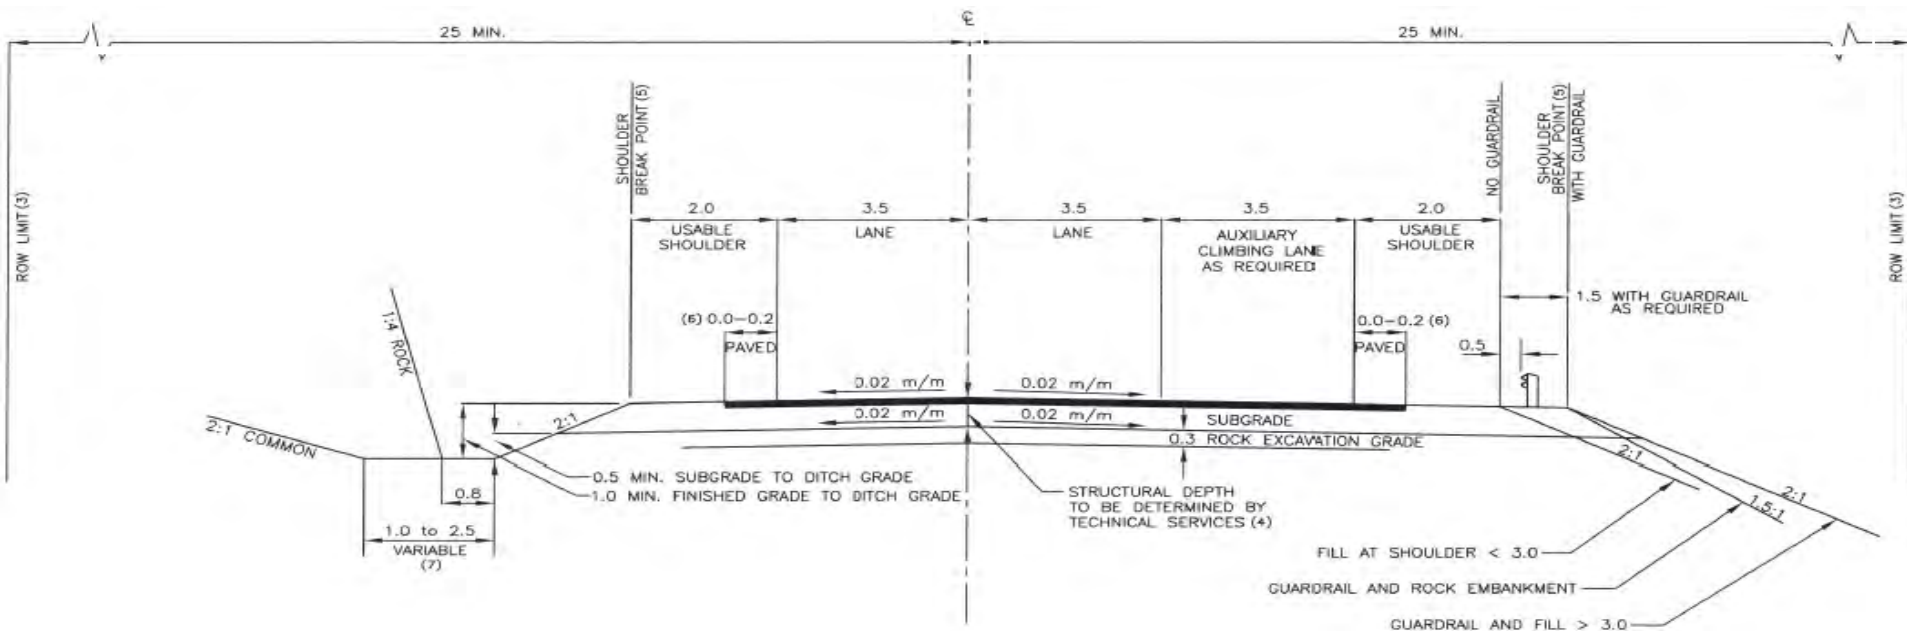 ℄
25 MIN.
25 MIN.
ROW LIMIT (3)
SHOULDER
BREAK POINT (5)
NO GUARDRAIL
SHOULDER
BREAK POINT (5)
WITH GUARDRAIL
ROW LIMIT (3)
2.0
USABLE
SHOULDER
3.5
LANE
3.5
LANE
3.5
AUXILIARY
CLIMBING LANE
AS REQUIRED
2.0
USABLE
SHOULDER
1.5 WITH GUARDRAIL
AS REQUIRED
1:4 ROCK
(6) 0.0-0.2
PAVED
0.0-0.2 (6)
PAVED
0.5
0.02 m/m
0.02 m/m
0.02 m/m
0.02 m/m
SUBGRADE
0.3 ROCK EXCAVATION GRADE
2:1 COMMON
2:1
0.5 MIN. SUBGRADE TO DITCH GRADE
1.0 MIN. FINISHED GRADE TO DITCH GRADE
0.8
1.0 to 2.5
VARIABLE
(7)
STRUCTURAL DEPTH
TO BE DETERMINED BY
TECHNICAL SERVICES (4)
2:1
1.5:1
2:1
FILL AT SHOULDER < 3.0
GUARDRAIL AND ROCK EMBANKMENT
GUARDRAIL AND FILL > 3.0